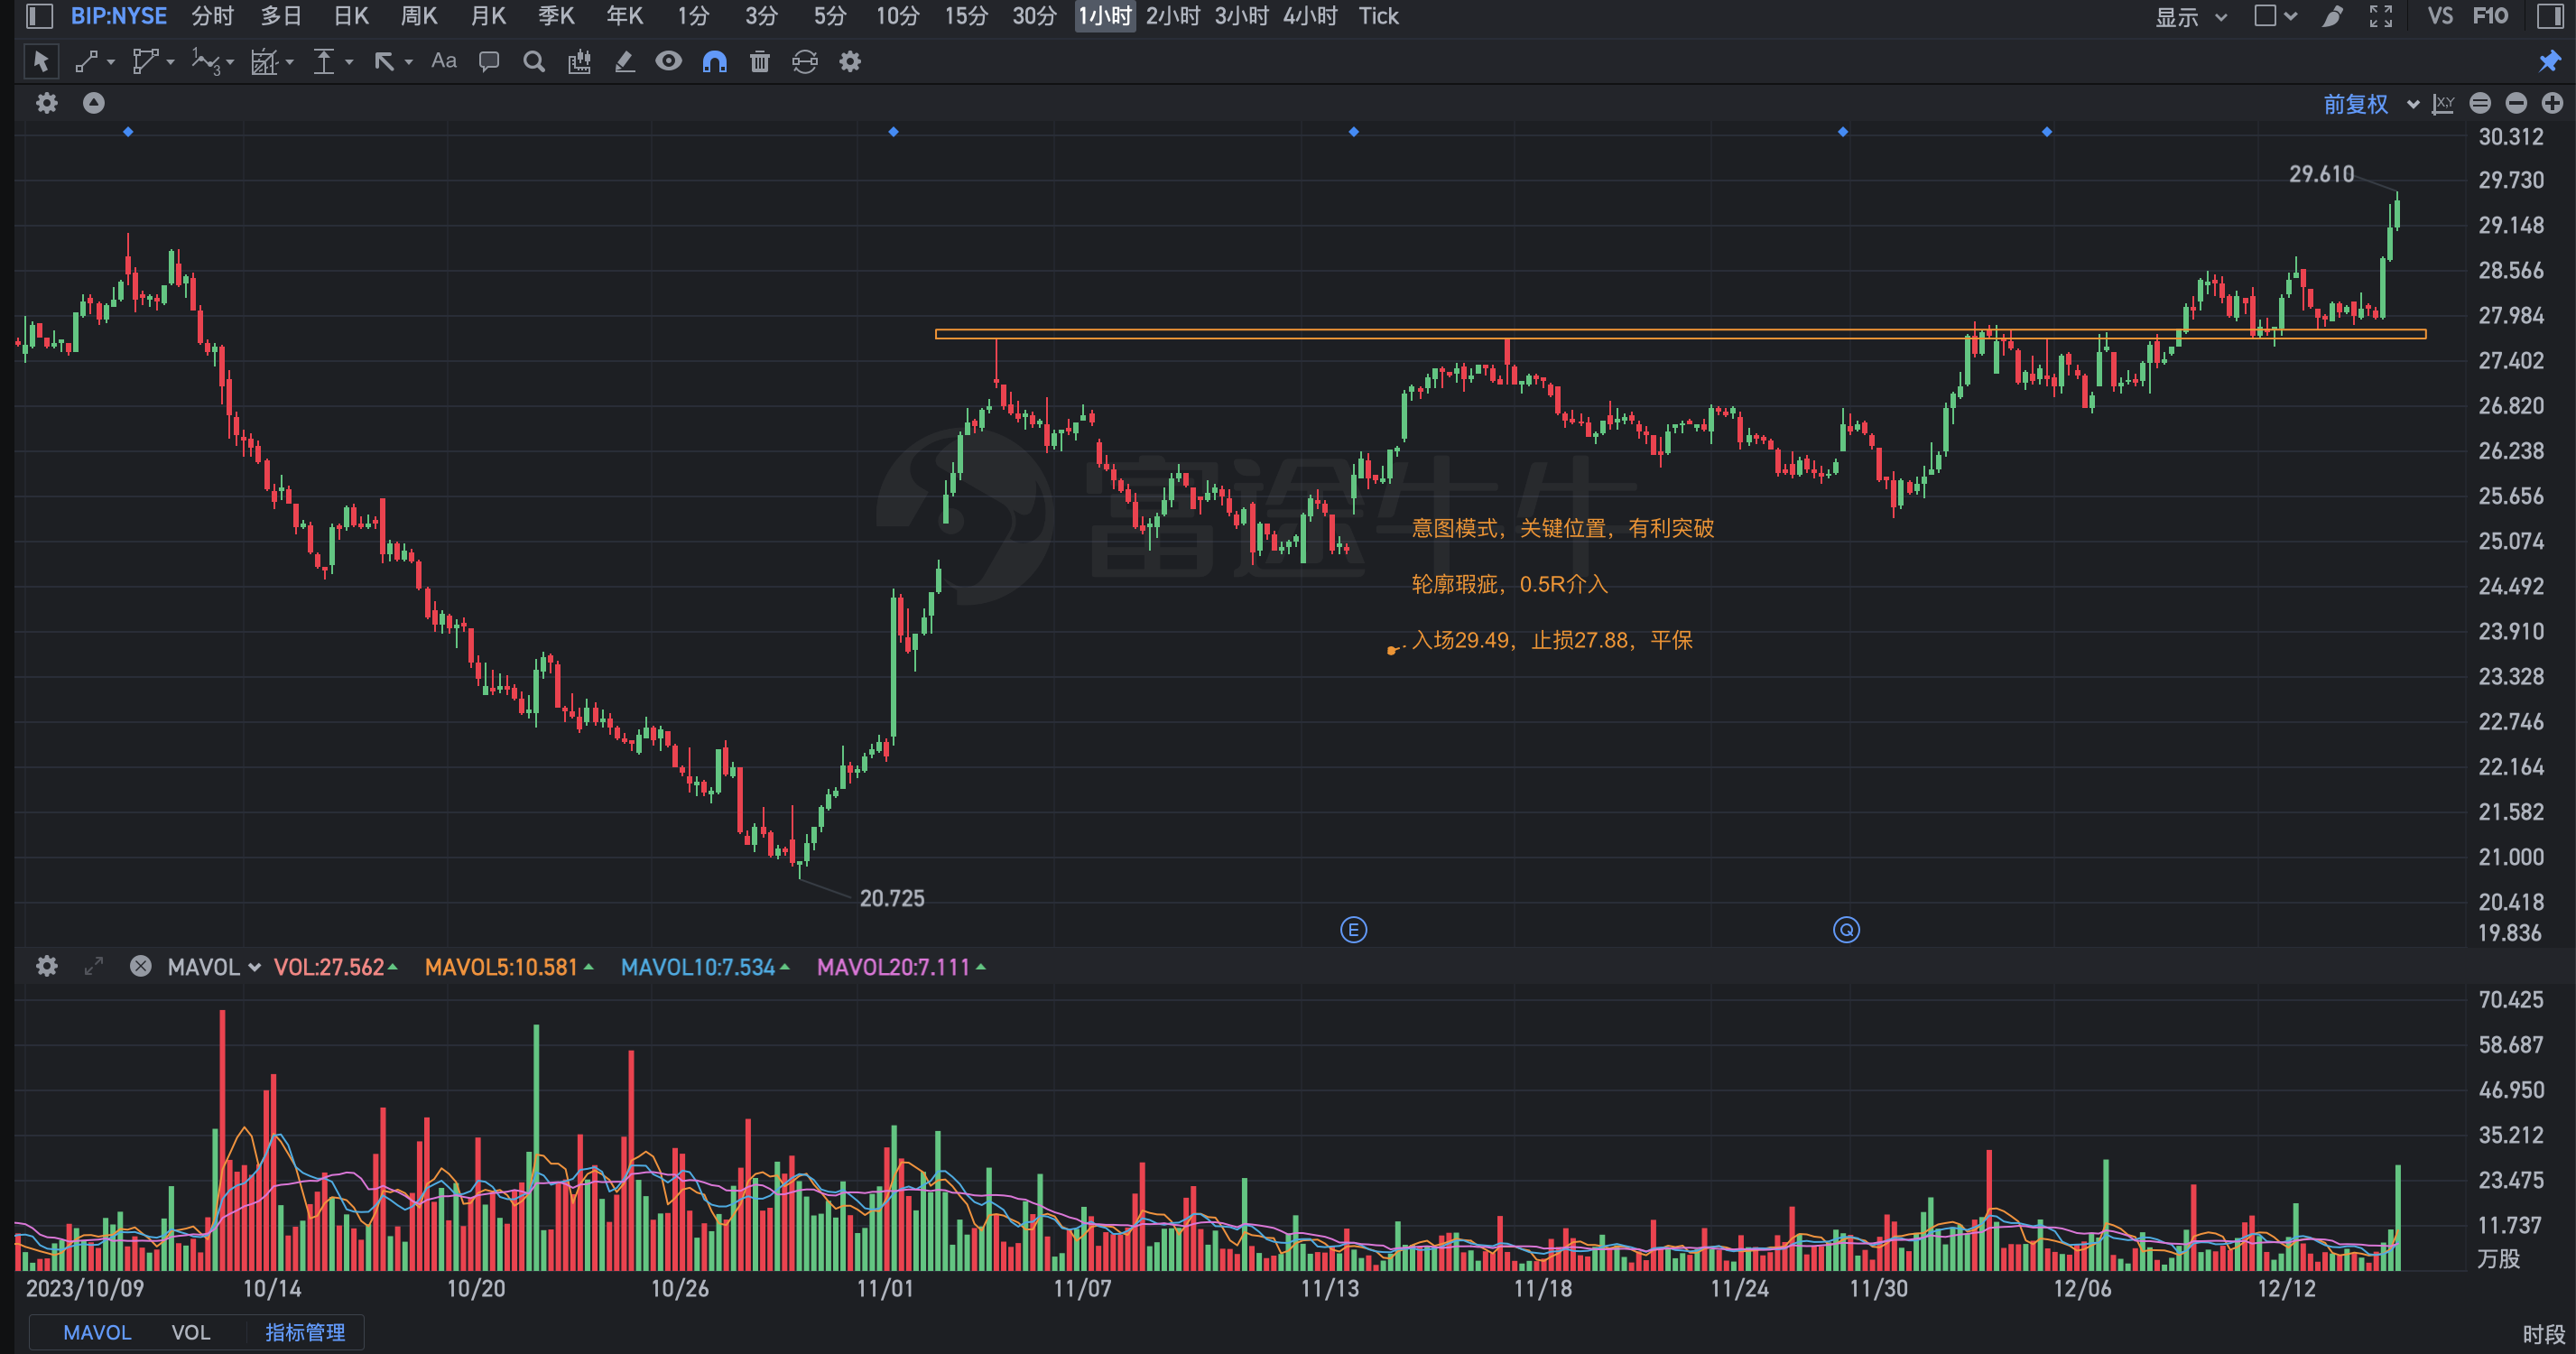 BIP:NYSE 分时 多日 日K 周K 月K 季K 年K 1分 3分 5分 10分 15分 30分 1小时 2小时 3小时 4小时 Tick 显示 VS F10
Aa
前复权 X,Y
30.312
29.610
29.730
29.148
28.566
27.984
27.402
26.820
26.238
富途牛牛
25.656
意图模式，关键位置，有利突破
25.074
轮廓瑕疵，0.5R介入
24.492
入场29.49，止损27.88，平保
23.910
23.328
22.746
22.164
21.582
21.000
20.725
20.418
E Q
19.836
MAVOL VOL:27.562 MAVOL5:10.581 MAVOL10:7.534 MAVOL20:7.111
70.425
58.687
46.950
35.212
23.475
11.737
万股
2023/10/09 10/14 10/20 10/26 11/01 11/07 11/13 11/18 11/24 11/30 12/06 12/12
MAVOL VOL 指标管理 时段